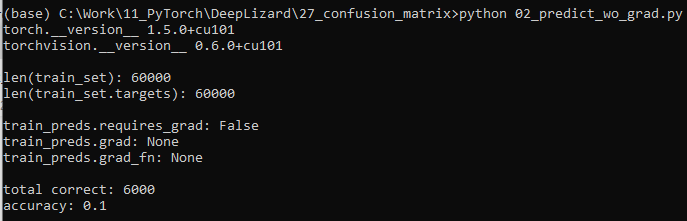 (base) C:\Work\11_PyTorch\DeepLizard\27_confusion_matrix>python 02_predict_wo_grad.py
torch.__version__ 1.5.0+cu101
torchvision.__version__ 0.6.0+cu101
len(train_set): 60000
len(train_set.targets): 60000
train_preds.requires_grad: False
train_preds.grad: None
train_preds.grad_fn: None
total correct: 6000
accuracy: 0.1